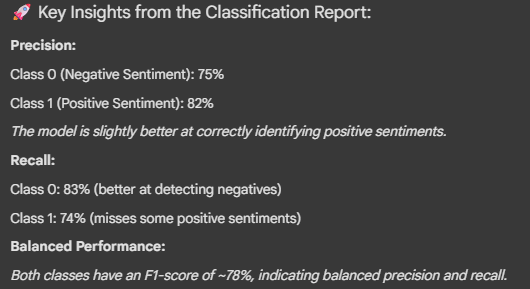 🚀 Key Insights from the Classification Report:
Precision:
Class 0 (Negative Sentiment): 75%
Class 1 (Positive Sentiment): 82%
The model is slightly better at correctly identifying positive sentiments.
Recall:
Class 0: 83% (better at detecting negatives)
Class 1: 74% (misses some positive sentiments)
Balanced Performance:
Both classes have an F1-score of ~78%, indicating balanced precision and recall.